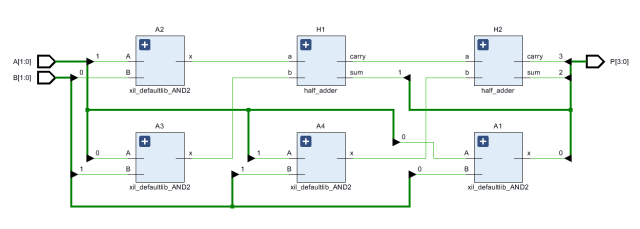 A2 H1 H2
A[1:0] 1 A x a carry a carry 3 P[3:0]
B[1:0] 0 B b sum 1 b sum 2
xil_defaultlib_AND2 half_adder half_adder
A3 A4 A1
0
0 A x 1 A x A x 0
1 B 1 B 0 B
xil_defaultlib_AND2 xil_defaultlib_AND2 xil_defaultlib_AND2